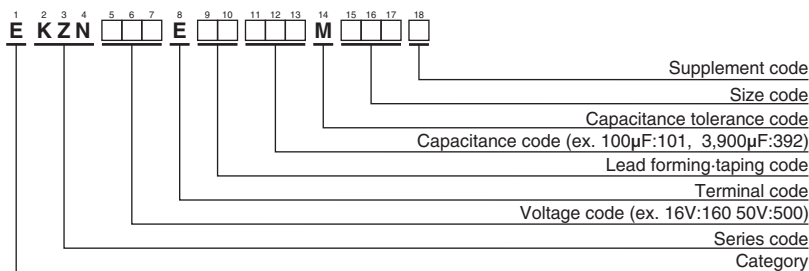 1 2 3 4 5 6 7 8 9 10 11 12 13 14 15 16 17 18
E KZN E M
Supplement code
Size code
Capacitance tolerance code
Capacitance code (ex. 100µF:101, 3,900µF:392)
Lead forming·taping code
Terminal code
Voltage code (ex. 16V:160 50V:500)
Series code
Category